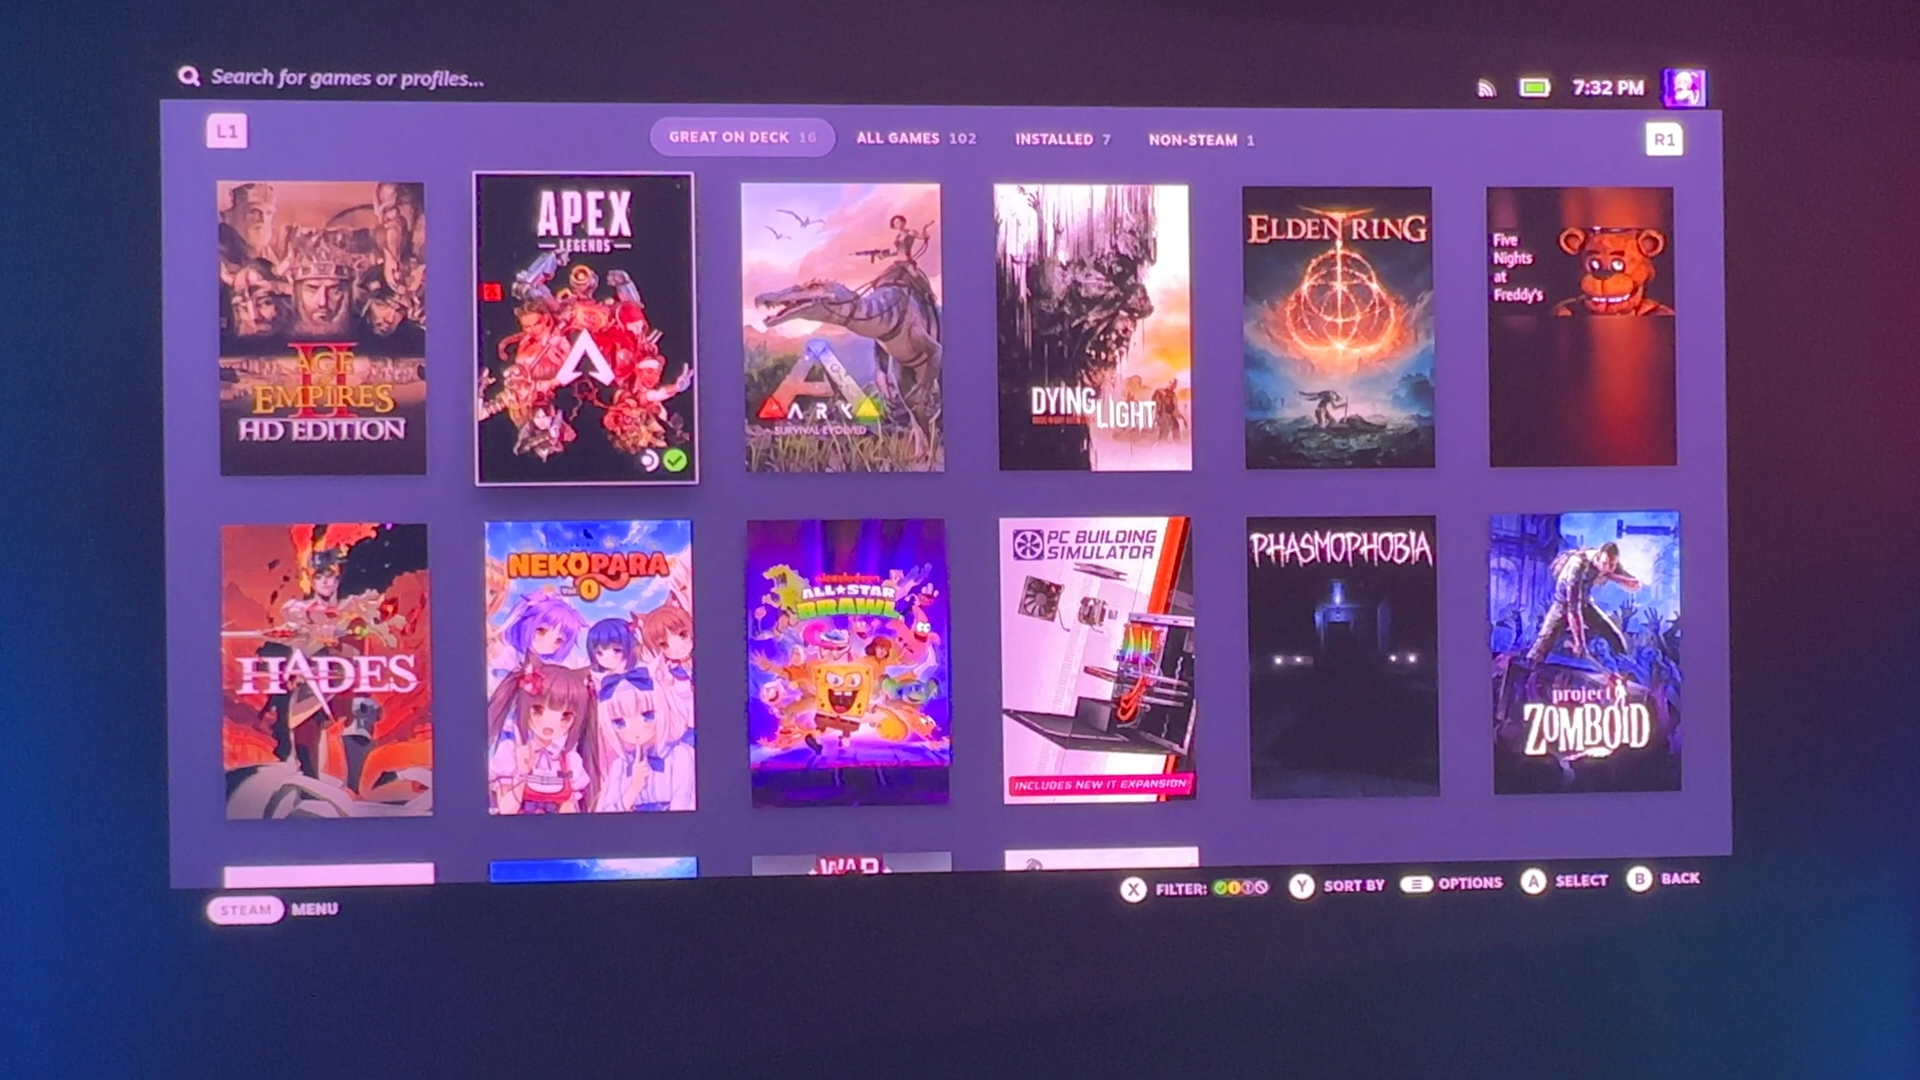 Search for games or profiles...
7:32 PM
L1
GREAT ON DECK 16
ALL GAMES 102
INSTALLED 7
NON-STEAM 1
R1
AGE
EMPIRES
II
HD EDITION
APEX
LEGENDS
ARK
SURVIVAL EVOLVED
DYING
LIGHT
ELDEN RING
Five
Nights
at
Freddy's
HADES
NEKOPARA
Vol.
0
nickelodeon
ALL★STAR
BRAWL
PC BUILDING
SIMULATOR
INCLUDES NEW IT EXPANSION
PHASMOPHOBIA
project
ZOMBOID
WAR
STEAM MENU
X FILTER:
Y SORT BY
OPTIONS
A SELECT
B BACK